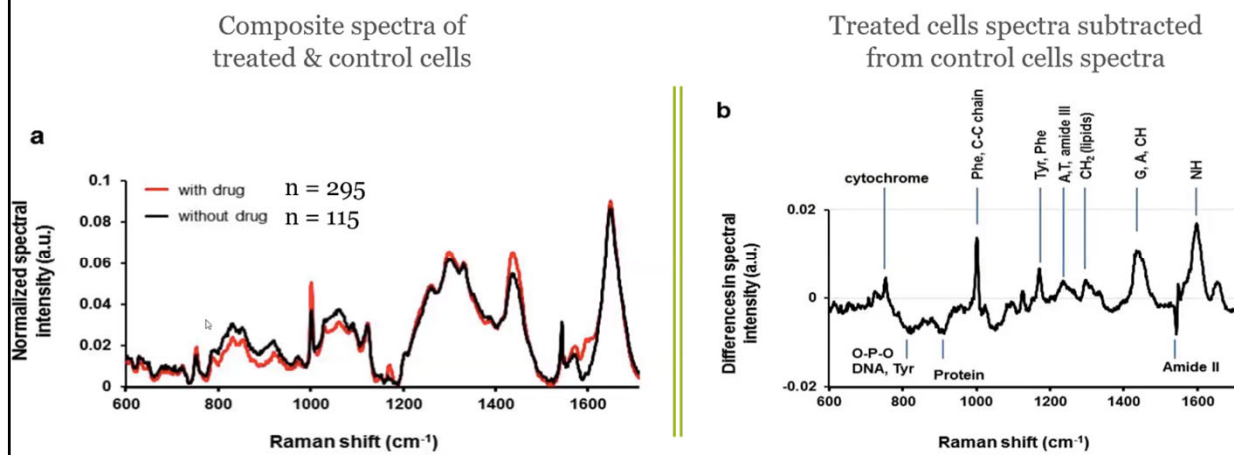 Composite spectra of
treated & control cells
Treated cells spectra subtracted
from control cells spectra
a
with drug n = 295
without drug n = 115
Normalized spectral
intensity (a.u.)
0.1
0.08
0.06
0.04
0.02
0
600 800 1000 1200 1400 1600
Raman shift (cm-1)
b
cytochrome
Phe, C-C chain
Tyr, Phe
A,T, amide III
CH₂ (lipids)
G, A, CH
NH
Differences in spectral
intensity (a.u.)
0.02
0
-0.02
O-P-O
DNA, Tyr
Protein
Amide II
600 800 1000 1200 1400 1600
Raman shift (cm-1)